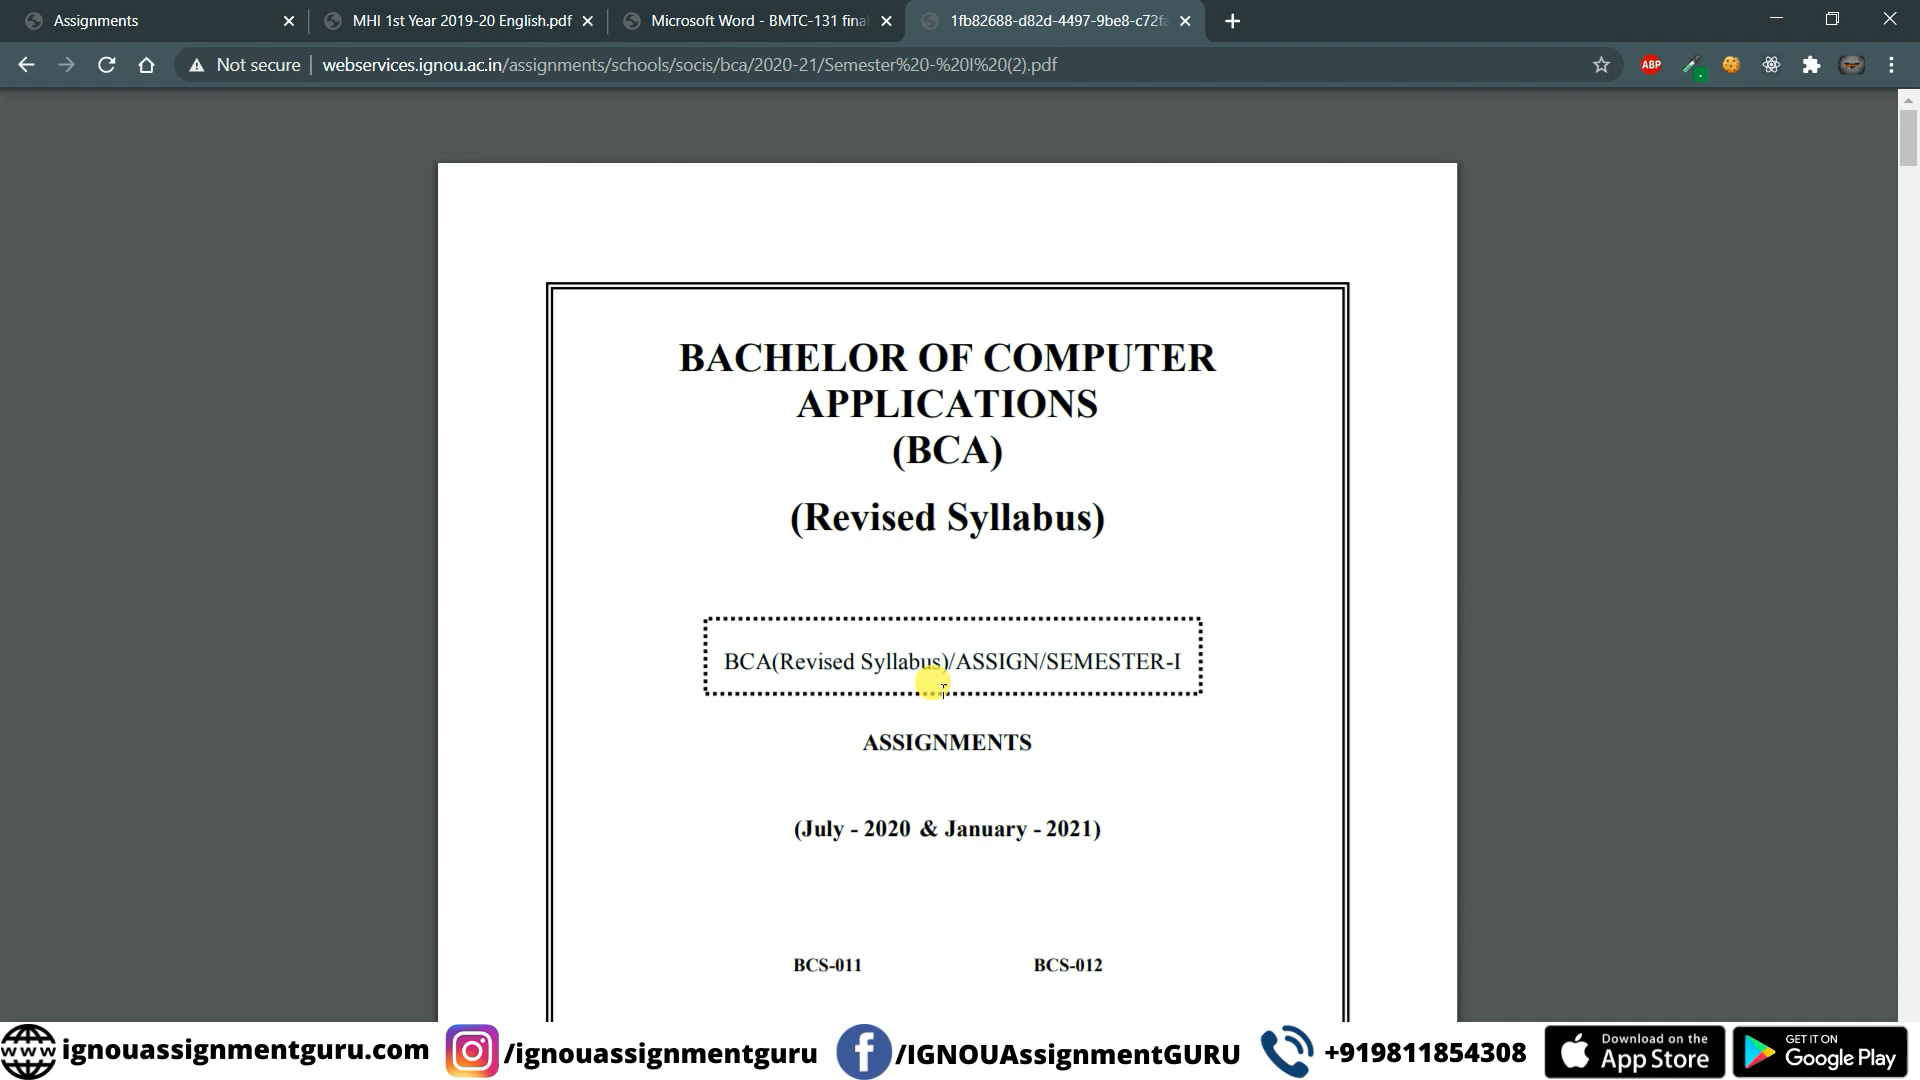 Assignments
MHI 1st Year 2019-20 English.pdf
Microsoft Word - BMTC-131 final
1fb82688-d82d-4497-9be8-c72fa
Not secure
webservices.ignou.ac.in/assignments/schools/socis/bca/2020-21/Semester%20-%20I%20(2).pdf
ABP
BACHELOR OF COMPUTER
APPLICATIONS
(BCA)
(Revised Syllabus)
BCA(Revised Syllabus)/ASSIGN/SEMESTER-I
ASSIGNMENTS
(July - 2020 & January - 2021)
BCS-011 BCS-012
www ignouassignmentguru.com
/ignouassignmentguru
/IGNOUAssignmentGURU
+919811854308
Download on the
App Store
GET IT ON
Google Play